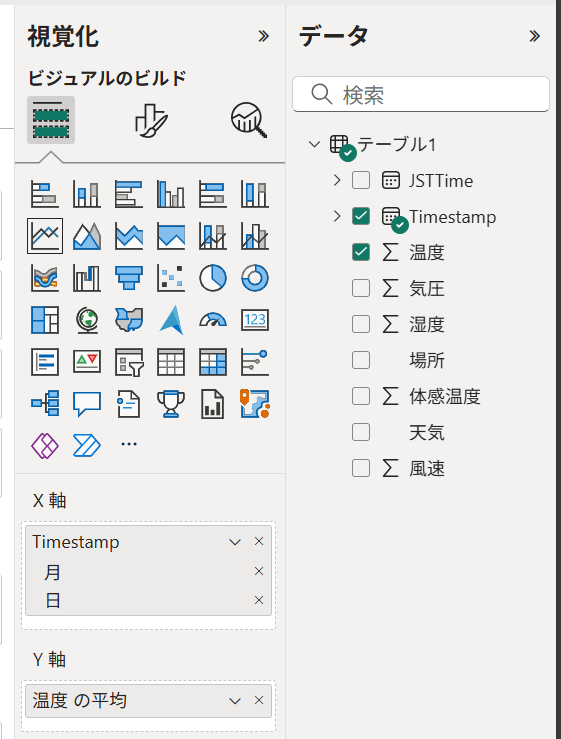 視覚化
ビジュアルのビルド
123
X 軸
Timestamp
月
日
Y 軸
温度 の平均
データ
検索
テーブル1
JSTTime
Timestamp
温度
気圧
湿度
場所
体感温度
天気
風速